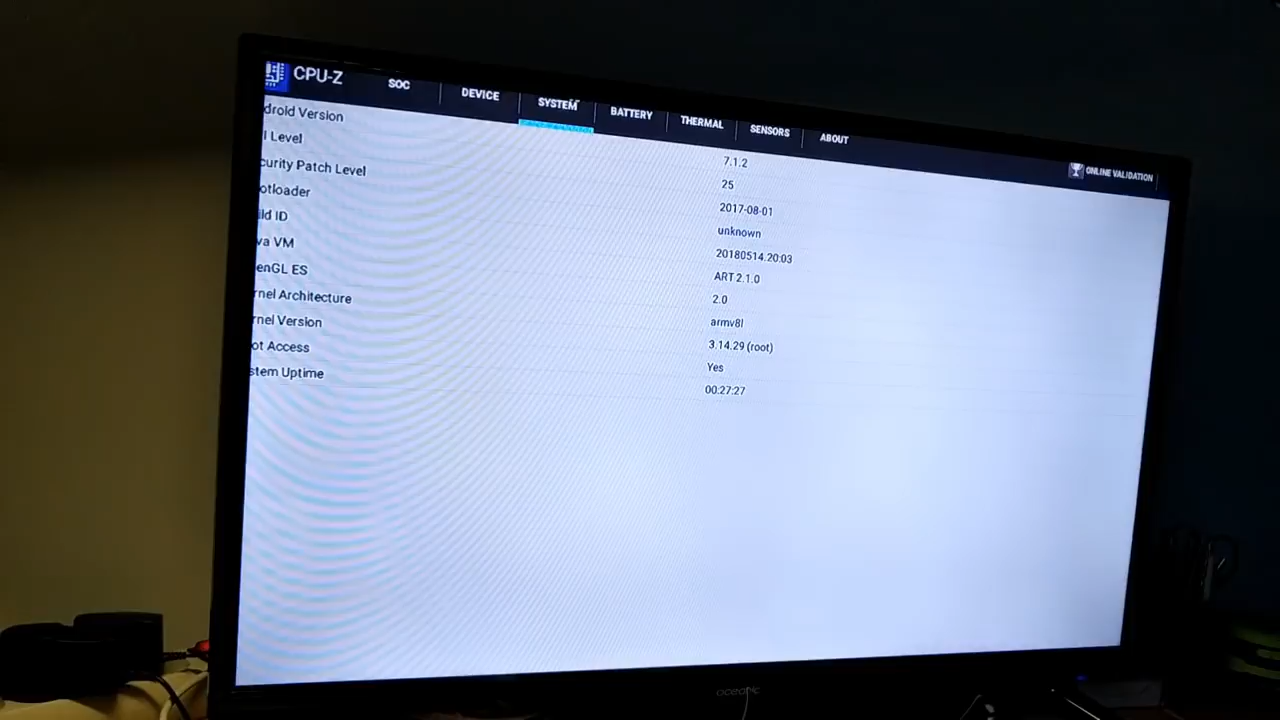 CPU-Z
SOC
DEVICE
SYSTEM
BATTERY
THERMAL
SENSORS
ABOUT
ONLINE VALIDATION
droid Version 7.1.2
I Level 25
curity Patch Level 2017-08-01
otloader unknown
ild ID 20180514.20:03
va VM ART 2.1.0
enGL ES 2.0
rnel Architecture armv8l
rnel Version 3.14.29 (root)
ot Access Yes
stem Uptime 00:27:27
oceanic